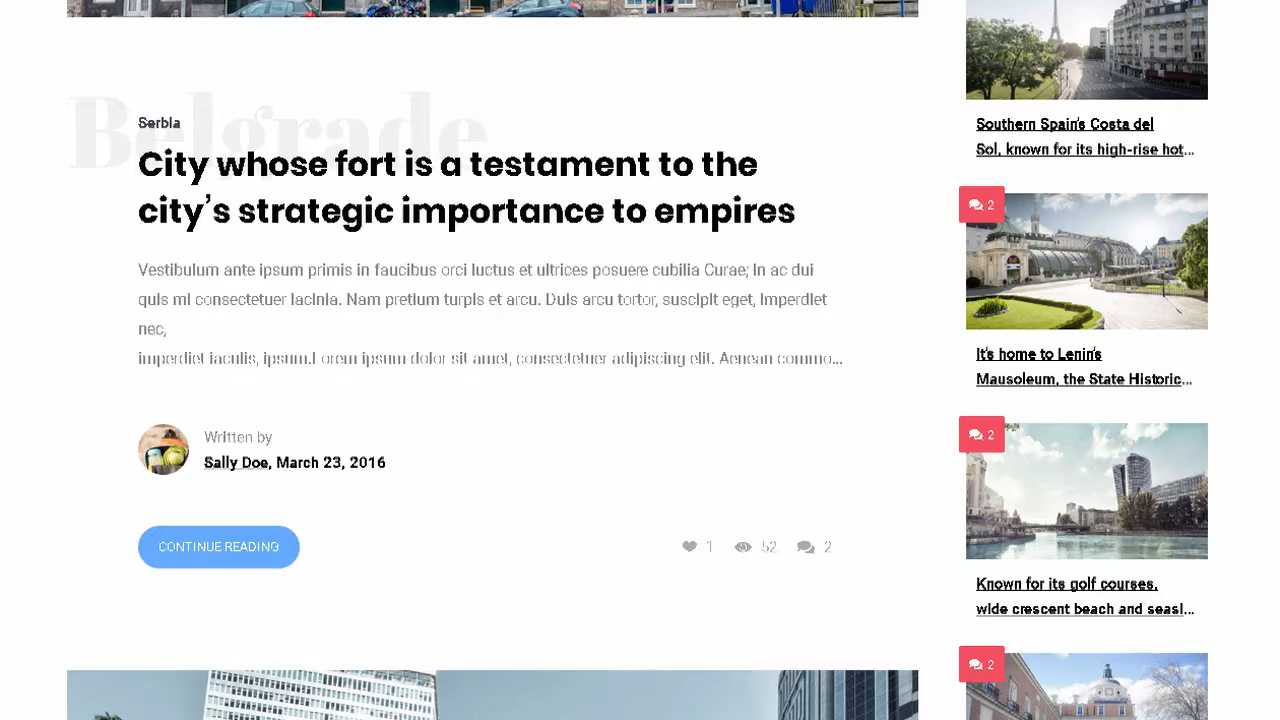 Belgrade
Serbia
City whose fort is a testament to the
city's strategic importance to empires
Vestibulum ante ipsum primis in faucibus orci luctus et ultrices posuere cubilia Curae; In ac dui
quis mi consectetuer lacinia. Nam pretium turpis et arcu. Duis arcu tortor, suscipit eget, imperdiet
nec,
imperdiet iaculis, ipsum.Lorem ipsum dolor sit amet, consectetuer adipiscing elit. Aenean commo...
Written by
Sally Doe, March 23, 2016
CONTINUE READING
1 52 2
Southern Spain's Costa del
Sol, known for its high-rise hot...
2
It's home to Lenin's
Mausoleum, the State Historic...
2
Known for its golf courses,
wide crescent beach and seasi...
2